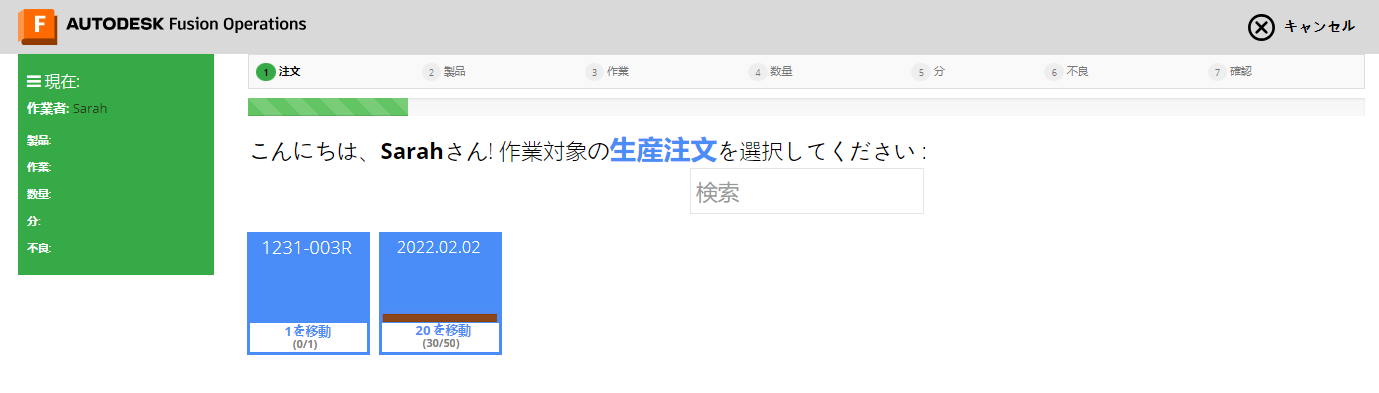 F AUTODESK Fusion Operations
キャンセル
現在:
作業者: Sarah
製品:
作業:
数量:
分:
不良:
1 注文 2 製品 3 作業 4 数量 5 分 6 不良 7 確認
こんにちは、Sarahさん! 作業対象の生産注文を選択してください :
検索
1231-003R
1を移動
(0/1)
2022.02.02
20 を移動
(30/50)